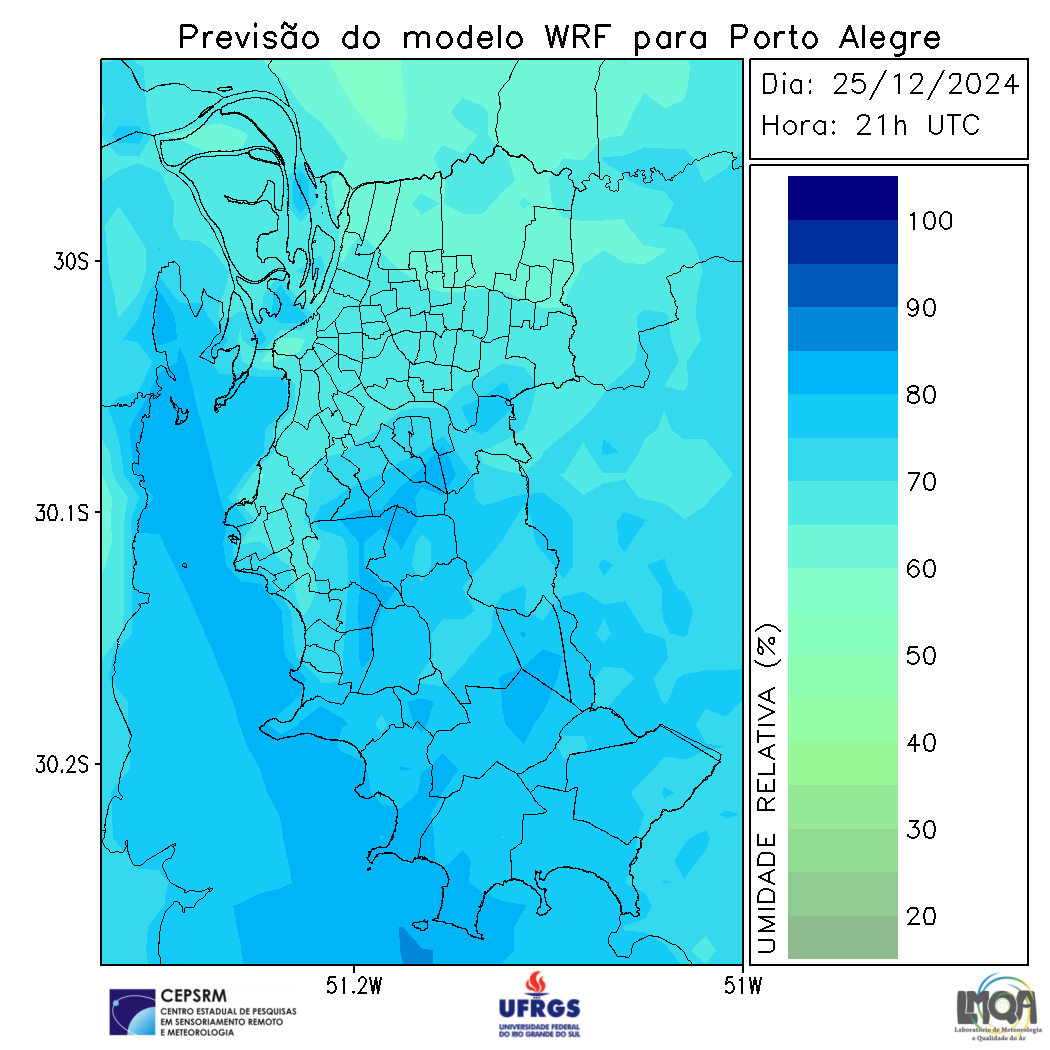 Previsão do modelo WRF para Porto Alegre
Dia: 25/12/2024
Hora: 21h UTC
100
90
80
70
60
50
40
30
20
UMIDADE RELATIVA (%)
30S
30.1S
30.2S
51.2W
51W
CEPSRM
CENTRO ESTADUAL DE PESQUISAS
EM SENSORIAMENTO REMOTO
E METEOROLOGIA
UFRGS
UNIVERSIDADE FEDERAL
DO RIO GRANDE DO SUL
LMQA
Laboratório de Meteorologia
e Qualidade do Ar